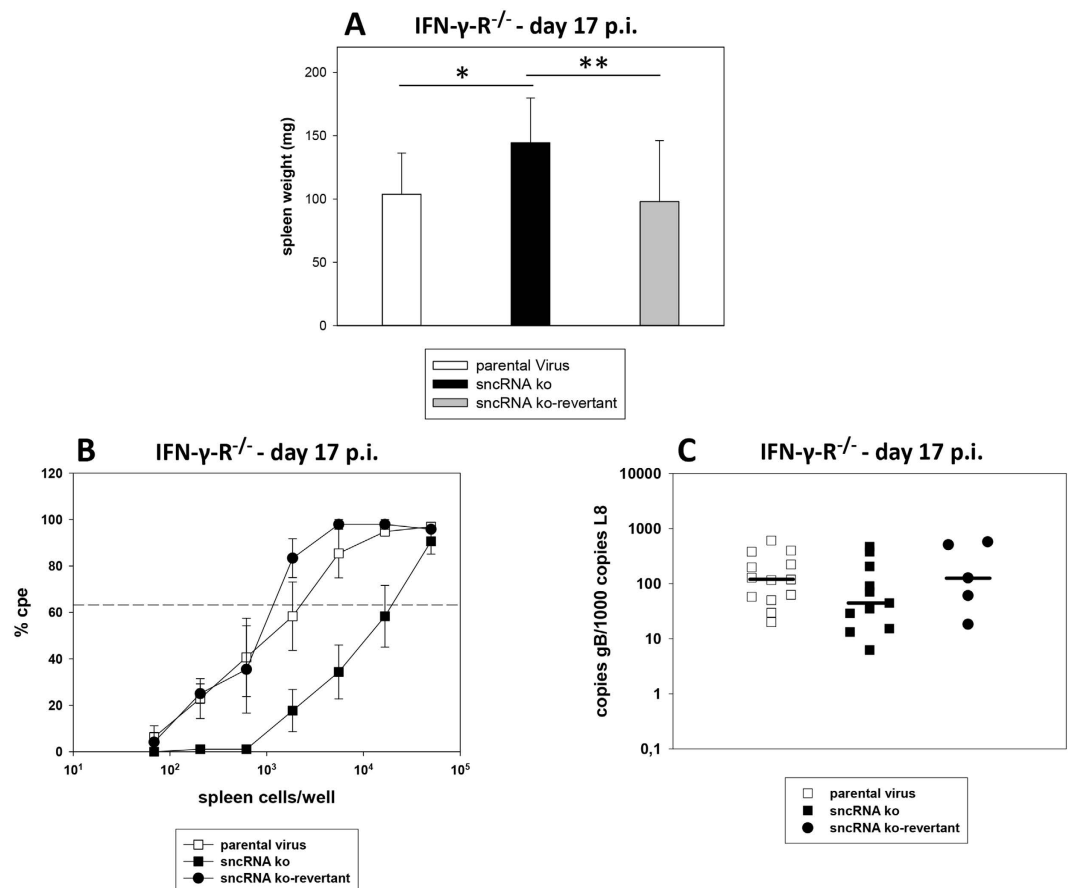 A IFN-γ-R-/- - day 17 p.i.
* **
200
150
100
50
0
spleen weight (mg)
parental Virus
sncRNA ko
sncRNA ko-revertant
B IFN-γ-R-/- - day 17 p.i.
120
100
80
60
40
20
0
% cpe
10¹ 10² 10³ 10⁴ 10⁵
spleen cells/well
parental virus
sncRNA ko
sncRNA ko-revertant
C IFN-γ-R-/- - day 17 p.i.
10000
1000
100
10
1
0,1
copies gB/1000 copies L8
parental virus
sncRNA ko
sncRNA ko-revertant